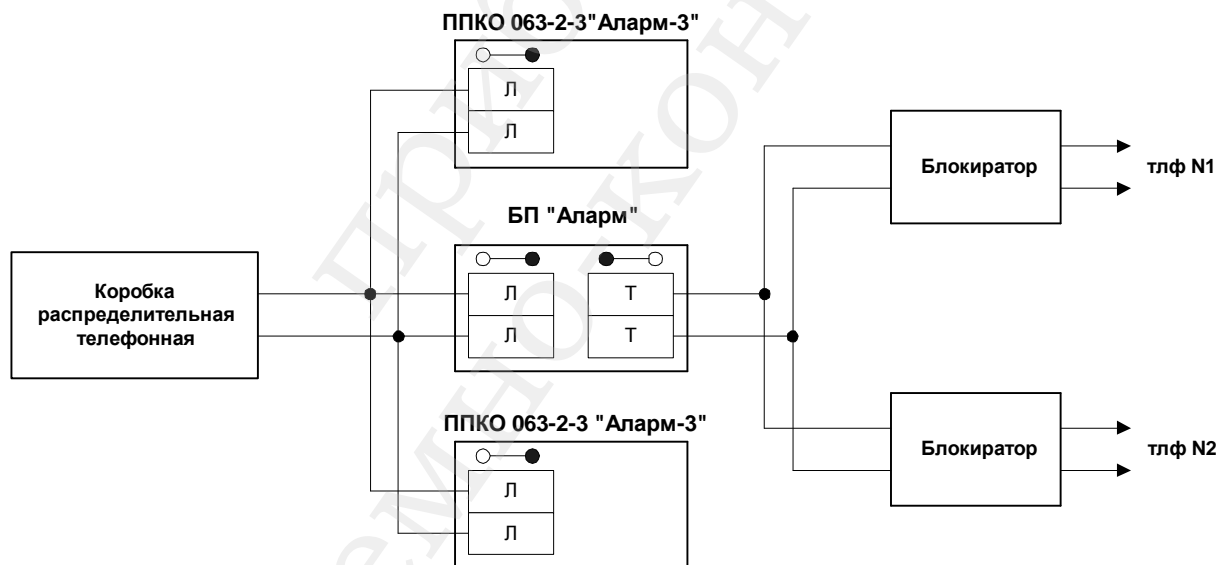 ППКО 063-2-3"Аларм-3"
Л
Л
Блокиратор
тлф N1
БП "Аларм"
Коробка
распределительная
телефонная
Л
Т
Л
Т
ППКО 063-2-3 "Аларм-3"
Блокиратор
тлф N2
Л
Л